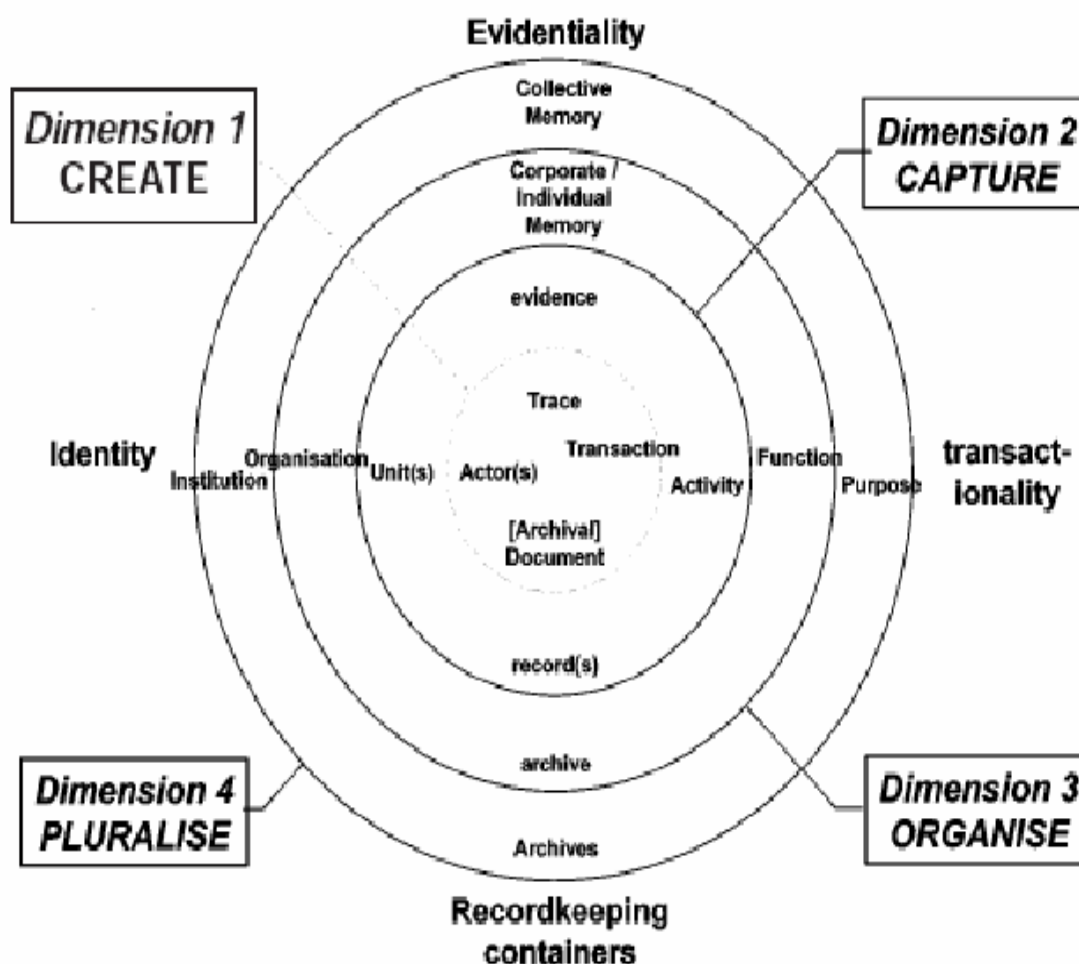 Evidentiality
Collective
Memory
Dimension 1
CREATE
Dimension 2
CAPTURE
Corporate /
Individual
Memory
evidence
Trace
Transaction
Identity
Organisation
Institution
Unit(s)
Actor(s)
Activity
Function
Purpose
transact-
ionality
[Archival]
Document
record(s)
archive
Dimension 4
PLURALISE
Dimension 3
ORGANISE
Archives
Recordkeeping
containers